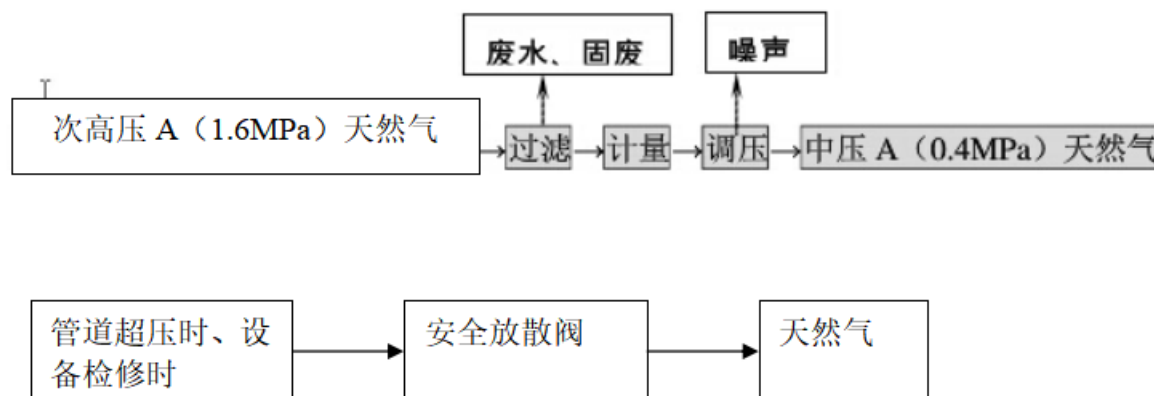 废水、固废
噪声
次高压 A（1.6MPa）天然气
过滤
计量
调压
中压 A（0.4MPa）天然气
管道超压时、设
备检修时
安全放散阀
天然气